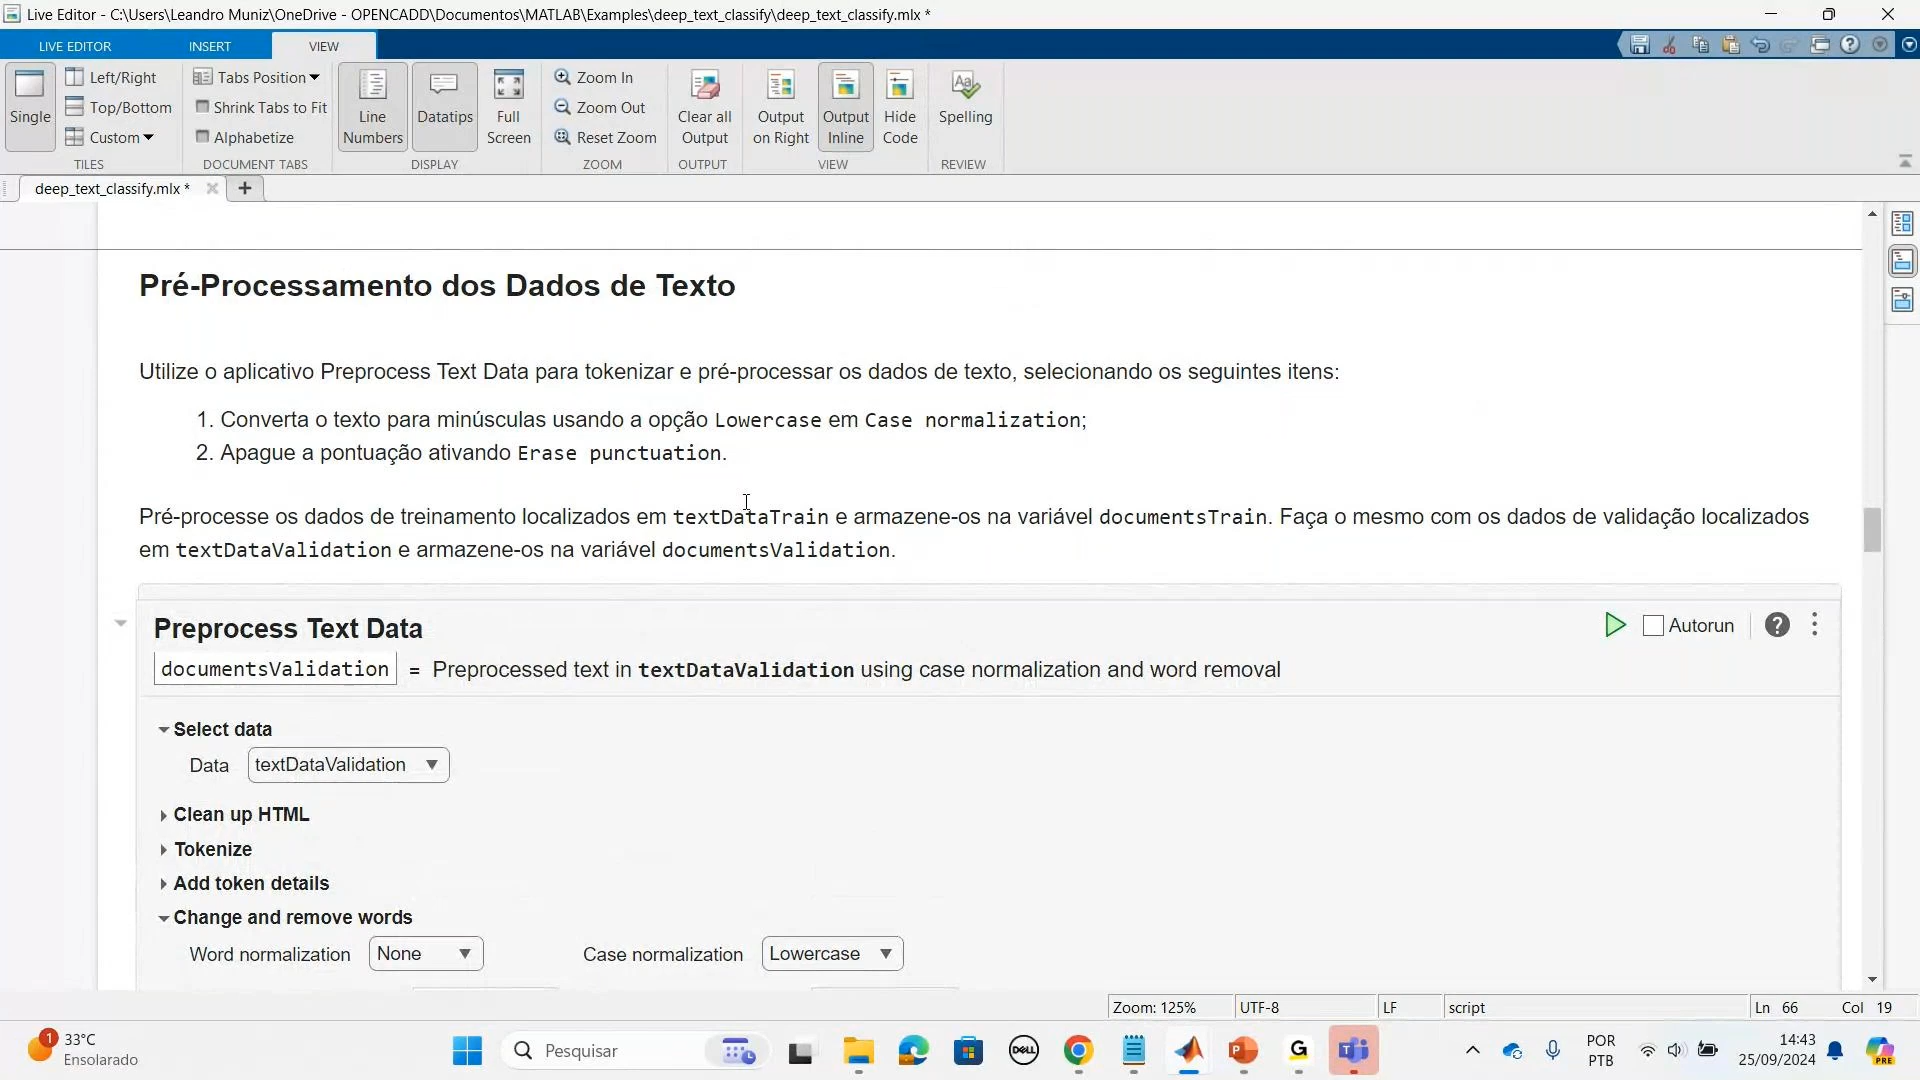 Live Editor - C:\Users\Leandro Muniz\OneDrive - OPENCADD\Documentos\MATLAB\Examples\deep_text_classify\deep_text_classify.mlx *
LIVE EDITOR INSERT VIEW
Single
Left/Right
Top/Bottom
Custom
TILES
Tabs Position
Shrink Tabs to Fit
Alphabetize
DOCUMENT TABS
Line Numbers
Datatips
Full Screen
DISPLAY
Zoom In
Zoom Out
Reset Zoom
ZOOM
Clear all Output
OUTPUT
Output on Right
Output Inline
Hide Code
VIEW
Spelling
REVIEW
deep_text_classify.mlx *
Pré-Processamento dos Dados de Texto
Utilize o aplicativo Preprocess Text Data para tokenizar e pré-processar os dados de texto, selecionando os seguintes itens:
1. Converta o texto para minúsculas usando a opção Lowercase em Case normalization;
2. Apague a pontuação ativando Erase punctuation.
Pré-processe os dados de treinamento localizados em textDataTrain e armazene-os na variável documentsTrain. Faça o mesmo com os dados de validação localizados
em textDataValidation e armazene-os na variável documentsValidation.
Preprocess Text Data
Autorun
documentsValidation = Preprocessed text in textDataValidation using case normalization and word removal
Select data
Data textDataValidation
Clean up HTML
Tokenize
Add token details
Change and remove words
Word normalization None Case normalization Lowercase
Zoom: 125% UTF-8 LF script Ln 66 Col 19
1
33°C
Ensolarado
Pesquisar
DELL
G
POR
PTB
14:43
25/09/2024
PRE